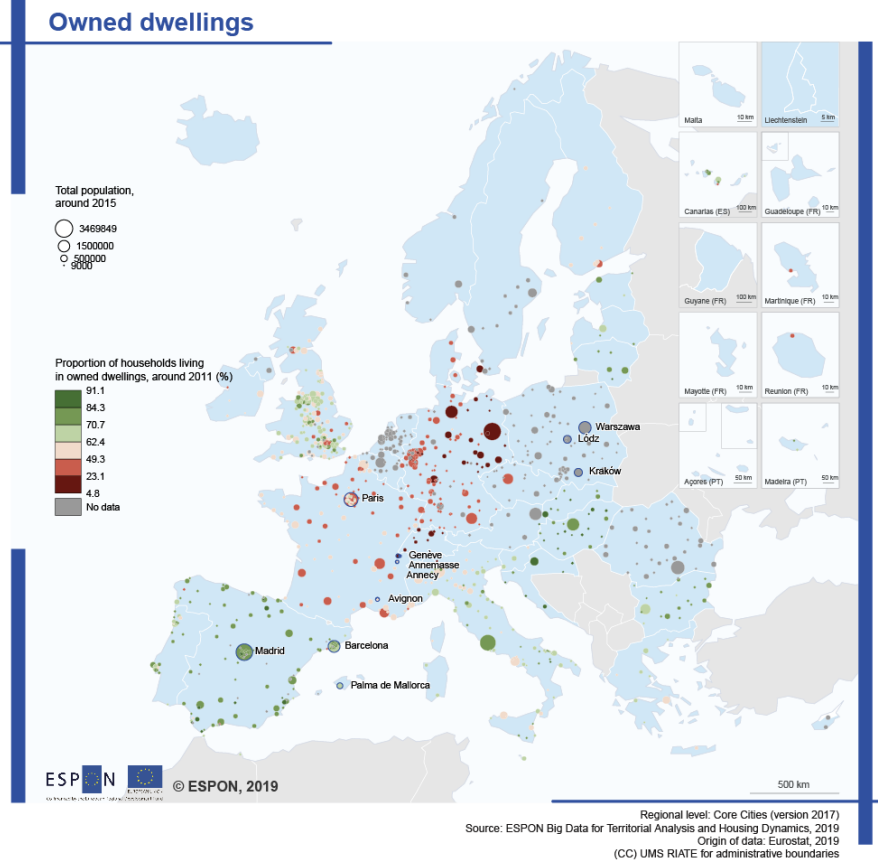 Owned dwellings
Total population,
around 2015
3469849
1500000
500000
9000
Proportion of households living
in owned dwellings, around 2011 (%)
91.1
84.3
70.7
62.4
49.3
23.1
4.8
No data
Warszawa
Łódz
Kraków
Paris
Genéve
Annemasse
Annecy
Avignon
Madrid
Barcelona
Palma de Mallorca
Malta
10 km
Liechtenstein
5 km
Canarias (ES)
100 km
Guadeloupe (FR)
10 km
Guyane (FR)
100 km
Martinique (FR)
10 km
Mayotte (FR)
10 km
Reunion (FR)
10 km
Açores (PT)
50 km
Madeira (PT)
50 km
ESPON
© ESPON, 2019
500 km
Regional level: Core Cities (version 2017)
Source: ESPON Big Data for Territorial Analysis and Housing Dynamics, 2019
Origin of data: Eurostat, 2019
(CC) UMS RIATE for administrative boundaries